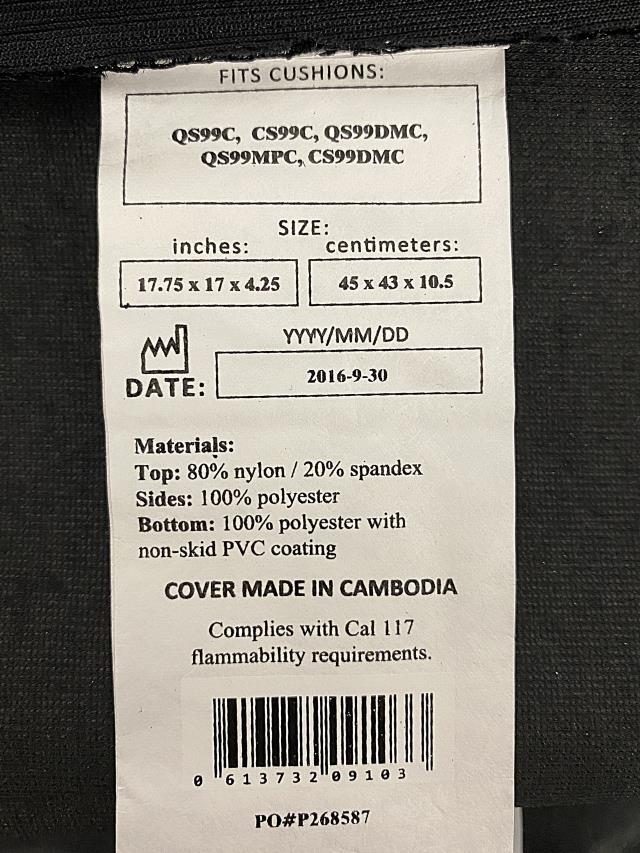 FITS CUSHIONS:
QS99C, CS99C, QS99DMC,
QS99MPC, CS99DMC
SIZE:
inches: centimeters:
17.75 x 17 x 4.25 45 x 43 x 10.5
YYYY/MM/DD
DATE: 2016-9-30
Materials:
Top: 80% nylon / 20% spandex
Sides: 100% polyester
Bottom: 100% polyester with
non-skid PVC coating
COVER MADE IN CAMBODIA
Complies with Cal 117
flammability requirements.
0 613732 09103
PO#P268587